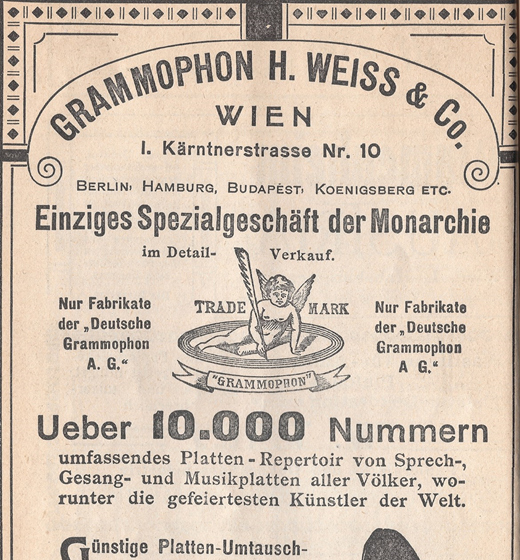 GRAMMOPHON H. WEISS & Co.
WIEN
I. Kärntnerstrasse Nr. 10
BERLIN, HAMBURG, BUDAPEST, KOENIGSBERG ETC.
Einziges Spezialgeschäft der Monarchie
im Detail- Verkauf.
Nur Fabrikate
der „Deutsche
Grammophon
A. G.“
TRADE MARK
"GRAMMOPHON"
Nur Fabrikate
der „Deutsche
Grammophon
A G.“
Ueber 10.000 Nummern
umfassendes Platten-Repertoir von Sprech-,
Gesang- und Musikplatten aller Völker, wo-
runter die gefeiertesten Künstler der Welt.
Günstige Platten-Umtausch-